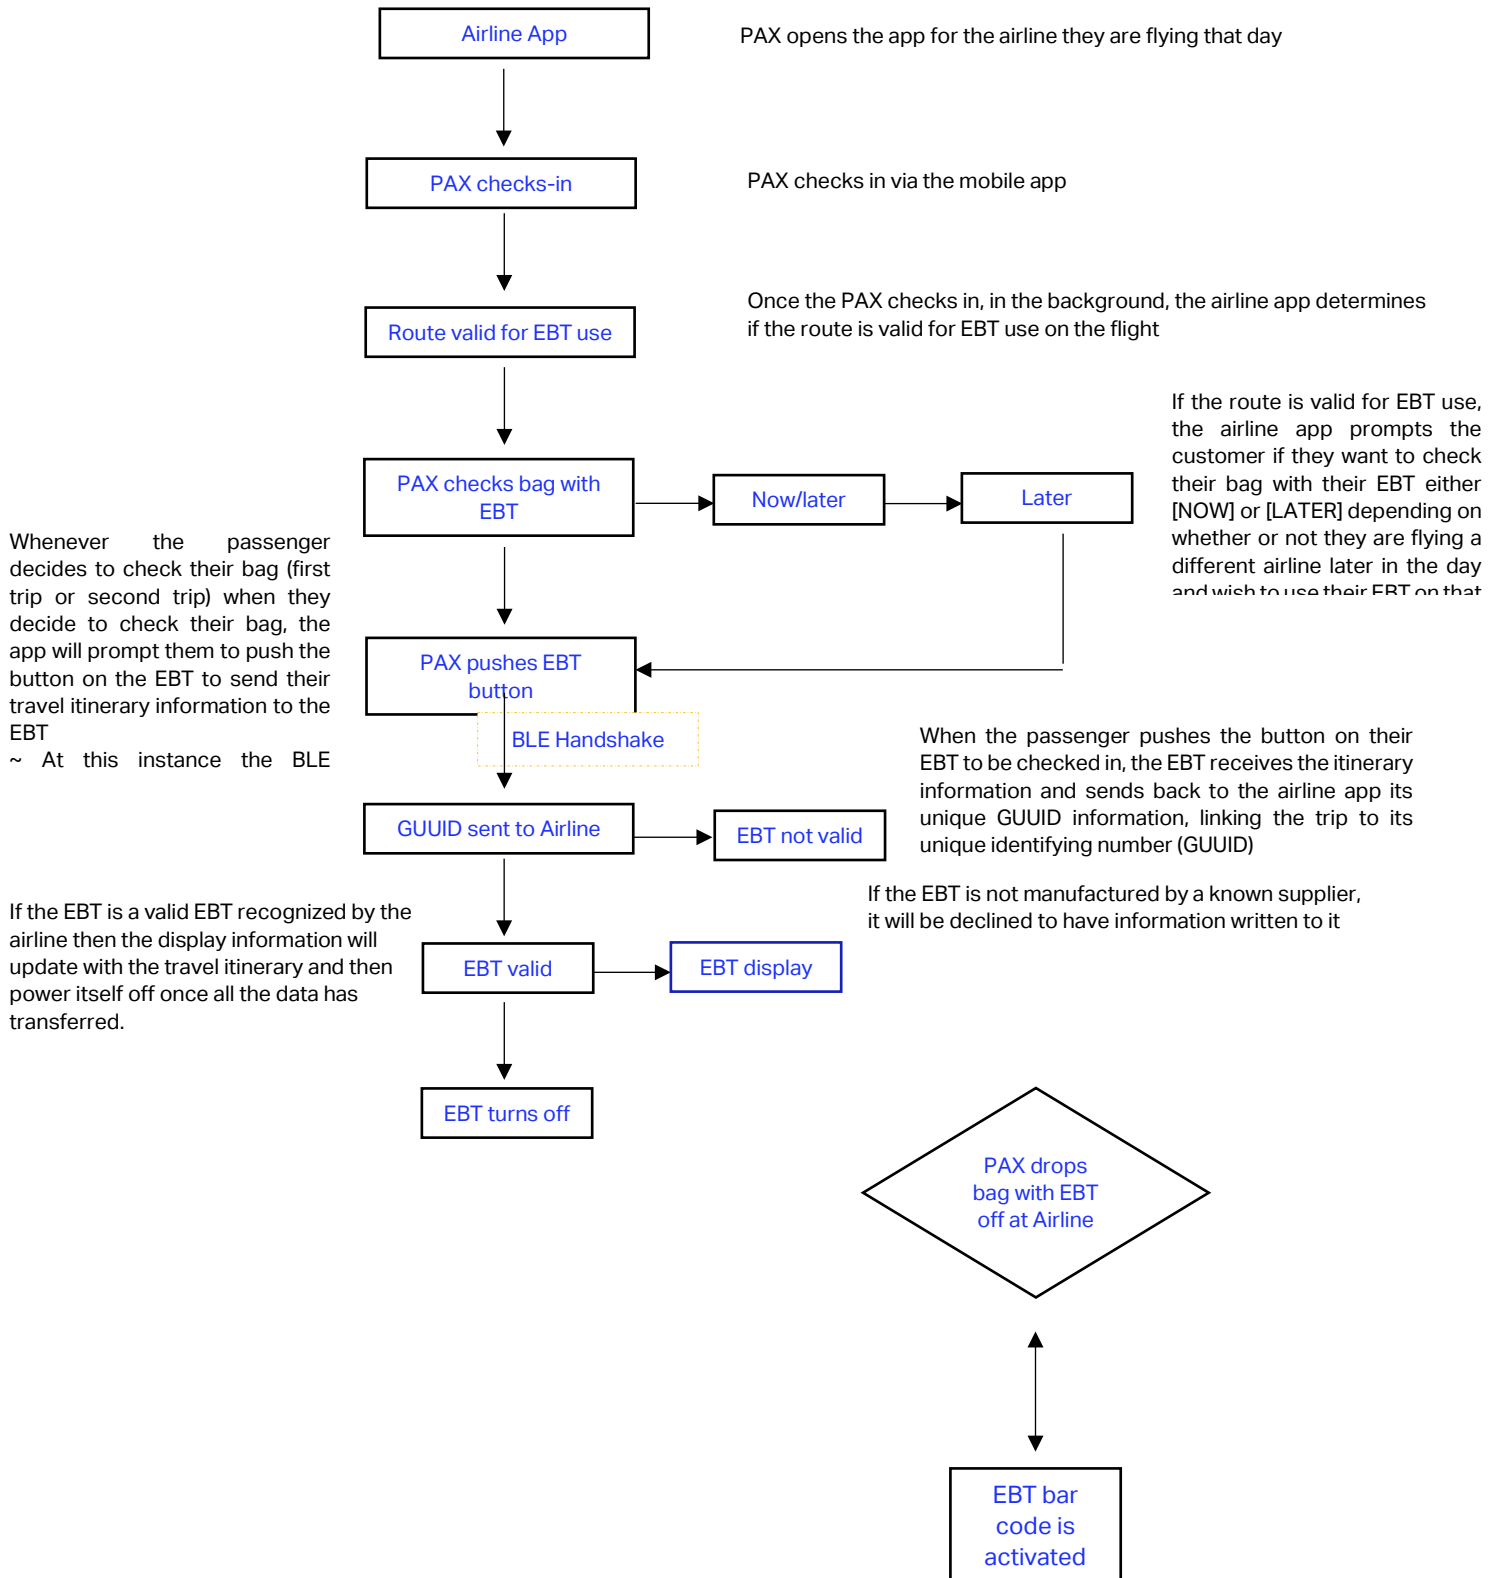 Airline App
PAX opens the app for the airline they are flying that day
PAX checks-in
PAX checks in via the mobile app
Once the PAX checks in, in the background, the airline app determines
if the route is valid for EBT use on the flight
Route valid for EBT use
If the route is valid for EBT use,
the airline app prompts the
customer if they want to check
their bag with their EBT either
[NOW] or [LATER] depending on
whether or not they are flying a
different airline later in the day
and wish to use their EBT on that
PAX checks bag with
EBT
Now/later
Later
Whenever the passenger
decides to check their bag (first
trip or second trip) when they
decide to check their bag, the
app will prompt them to push the
button on the EBT to send their
travel itinerary information to the
EBT
~ At this instance the BLE
PAX pushes EBT
button
BLE Handshake
When the passenger pushes the button on their
EBT to be checked in, the EBT receives the itinerary
information and sends back to the airline app its
unique GUUID information, linking the trip to its
unique identifying number (GUUID)
GUUID sent to Airline
EBT not valid
If the EBT is not manufactured by a known supplier,
it will be declined to have information written to it
If the EBT is a valid EBT recognized by the
airline then the display information will
update with the travel itinerary and then
power itself off once all the data has
transferred.
EBT valid
EBT display
EBT turns off
PAX drops
bag with EBT
off at Airline
EBT bar
code is
activated